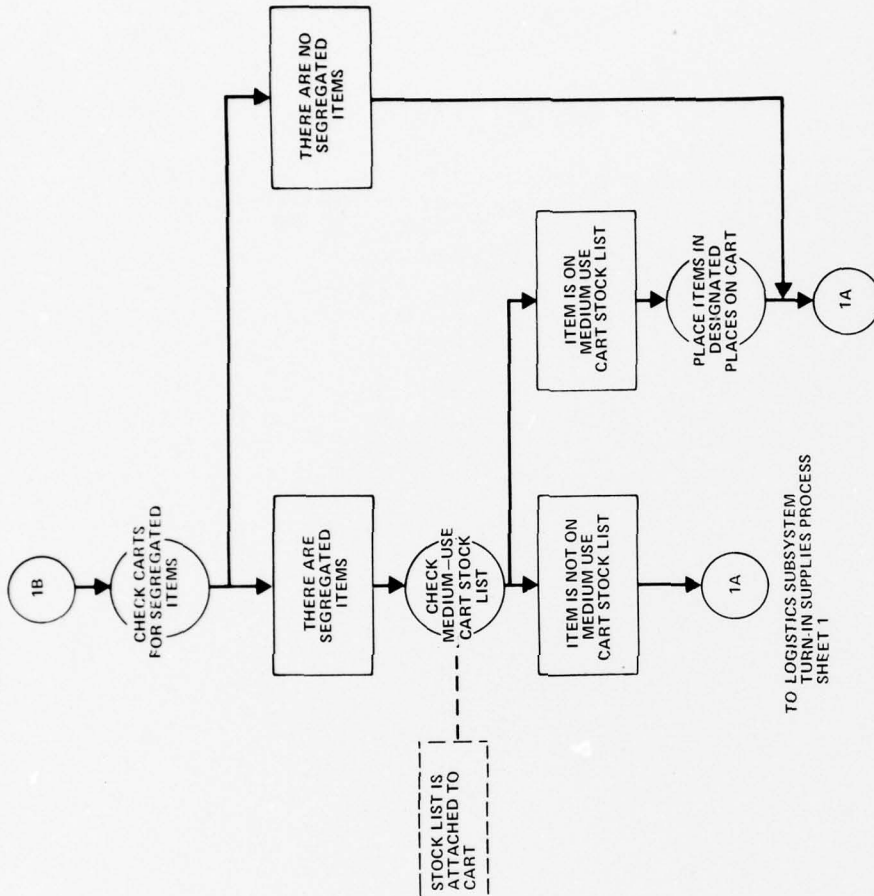 1B
CHECK CARTS
FOR SEGREGATED
ITEMS
THERE ARE
SEGREGATED
ITEMS
THERE ARE NO
SEGREGATED
ITEMS
STOCK LIST IS
ATTACHED TO
CART
CHECK
MEDIUM-USE
CART STOCK
LIST
ITEM IS NOT ON
MEDIUM USE
CART STOCK LIST
ITEM IS ON
MEDIUM USE
CART STOCK LIST
PLACE ITEMS IN
DESIGNATED
PLACES ON CART
1A
1A
TO LOGISTICS SUBSYSTEM
TURN-IN SUPPLIES PROCESS
SHEET 1